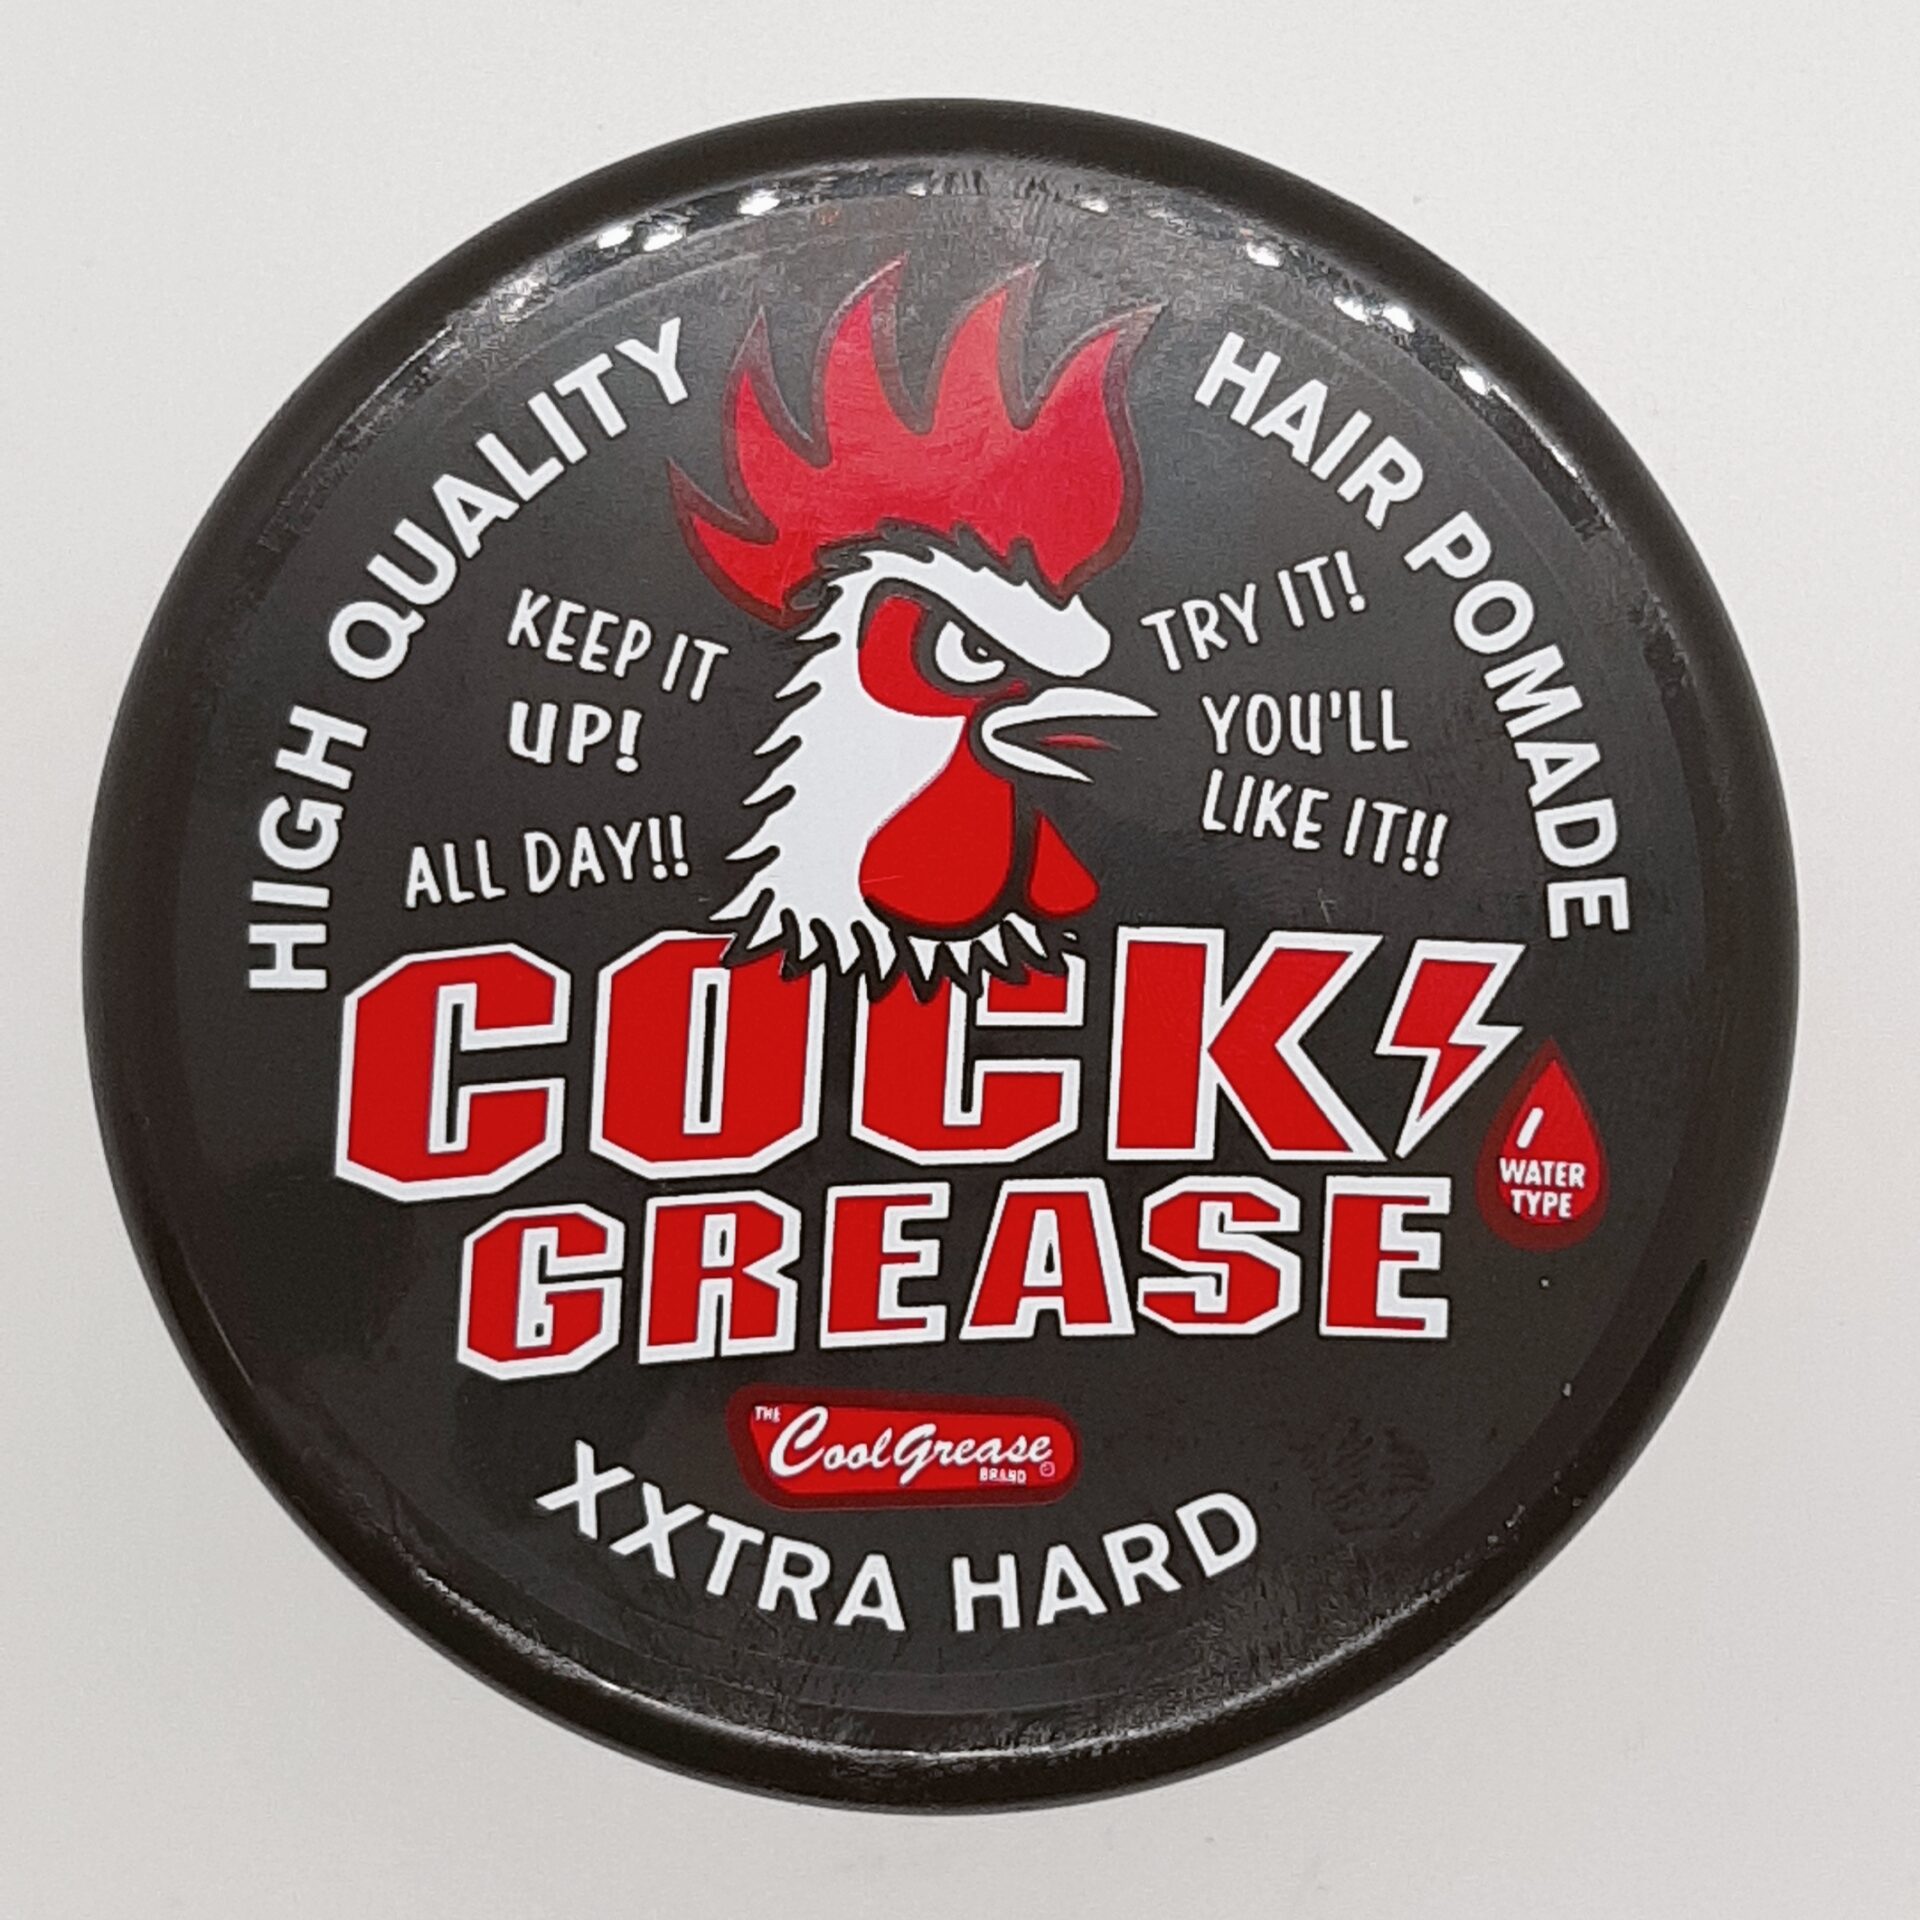 HIGH QUALITY
HAIR POMADE
KEEP IT
UP!
ALL DAY!!
TRY IT!
YOU'LL
LIKE IT!!
COCK
GREASE
WATER
TYPE
THE
CoolGrease
BRAND
XXTRA HARD